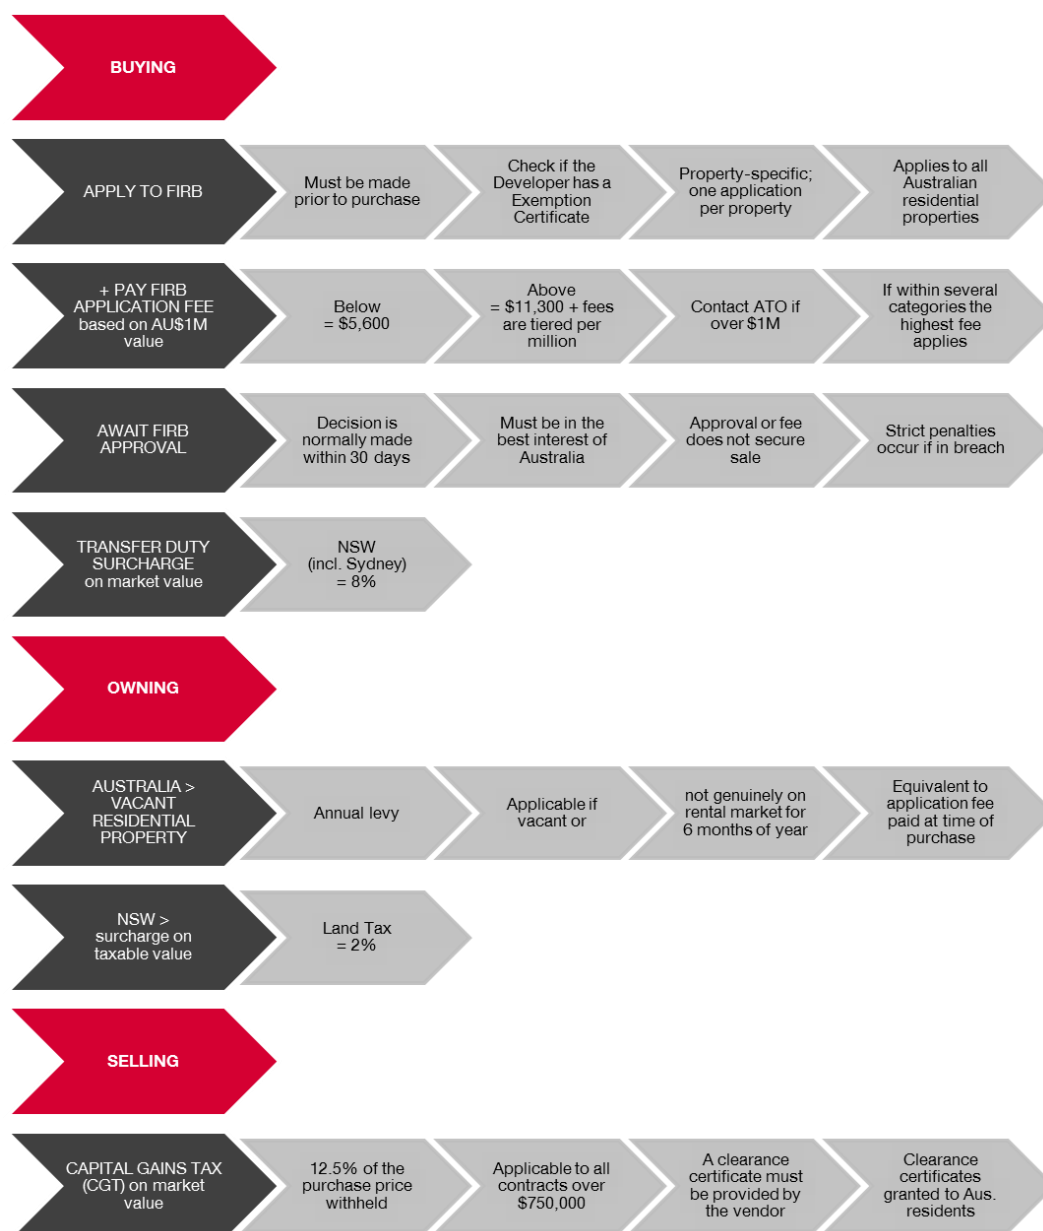 BUYING
APPLY TO FIRB
Must be made
prior to purchase
Check if the
Developer has a
Exemption
Certificate
Property-specific;
one application
per property
Applies to all
Australian
residential
properties
+ PAY FIRB
APPLICATION FEE
based on AU$1M
value
Below
= $5,600
Above
= $11,300 + fees
are tiered per
million
Contact ATO if
over $1M
If within several
categories the
highest fee
applies
AWAIT FIRB
APPROVAL
Decision is
normally made
within 30 days
Must be in the
best interest of
Australia
Approval or fee
does not secure
sale
Strict penalties
occur if in breach
TRANSFER DUTY
SURCHARGE
on market value
NSW
(incl. Sydney)
= 8%
OWNING
AUSTRALIA >
VACANT
RESIDENTIAL
PROPERTY
Annual levy
Applicable if
vacant or
not genuinely on
rental market for
6 months of year
Equivalent to
application fee
paid at time of
purchase
NSW >
surcharge on
taxable value
Land Tax
= 2%
SELLING
CAPITAL GAINS TAX
(CGT) on market
value
12.5% of the
purchase price
withheld
Applicable to all
contracts over
$750,000
A clearance
certificate must
be provided by
the vendor
Clearance
certificates
granted to Aus.
residents